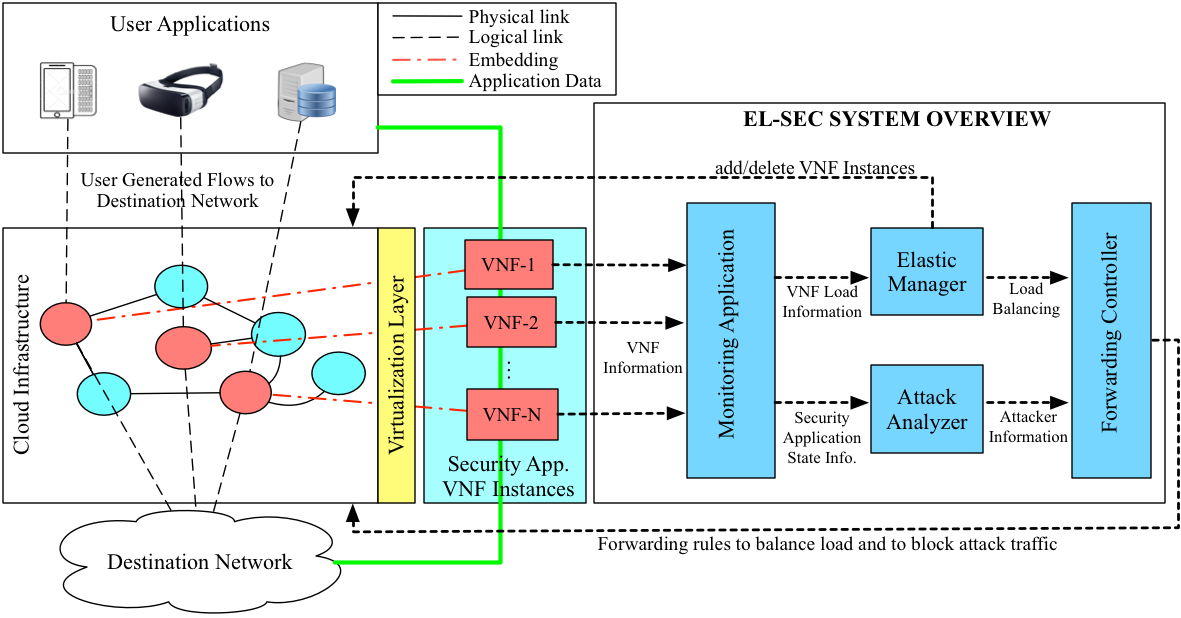 User Applications
Physical link
Logical link
Embedding
Application Data
EL-SEC SYSTEM OVERVIEW
add/delete VNF Instances
User Generated Flows to
Destination Network
Cloud Infrastructure
Virtualization Layer
VNF-1
VNF-2
⋮
VNF-N
Security App.
VNF Instances
VNF
Information
Monitoring Application
VNF Load
Information
Elastic
Manager
Load
Balancing
Security
Application
State Info.
Attack
Analyzer
Attacker
Information
Forwarding Controller
Destination Network
Forwarding rules to balance load and to block attack traffic